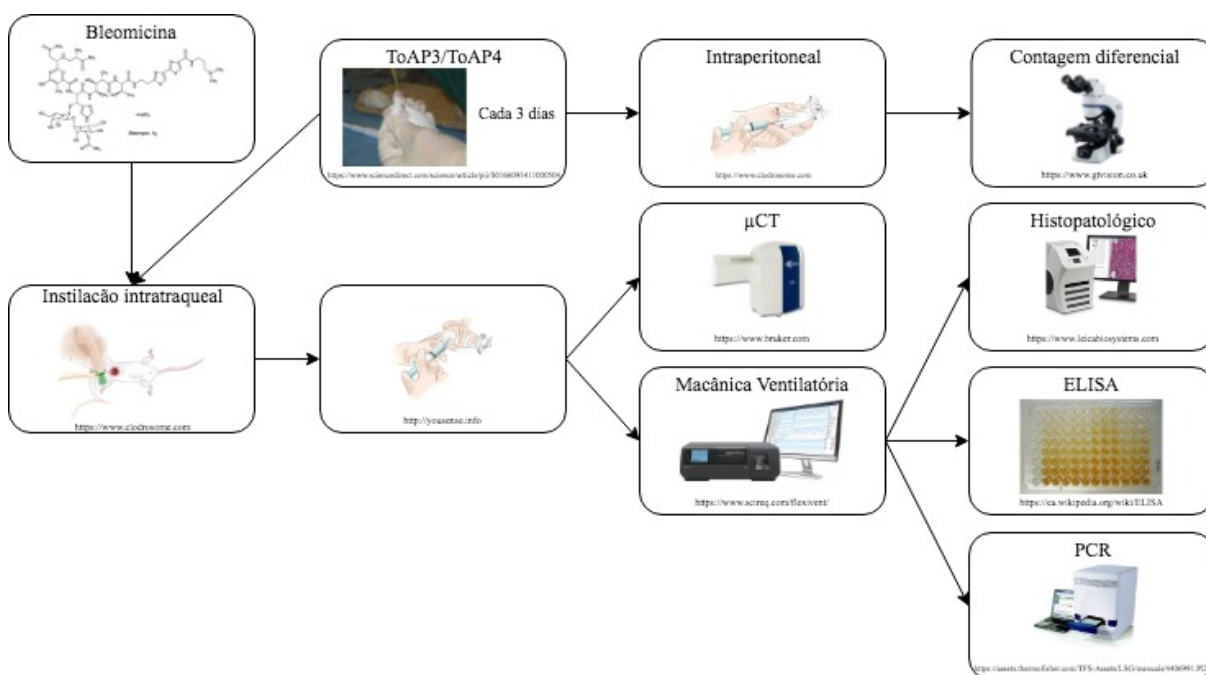 Bleomicina
ToAP3/ToAP4
Cada 3 dias
Intraperitoneal
https://www.clodrosome.com
Contagem diferencial
https://www.gtvision.co.uk
Instilacão intratraqueal
https://www.clodrosome.com
http://yousense.info
µCT
https://www.bruker.com
Macânica Ventilatória
https://www.scireq.com/flexivent/
Histopatológico
https://www.leicabiosystems.com
ELISA
https://ca.wikipedia.org/wiki/ELISA
PCR